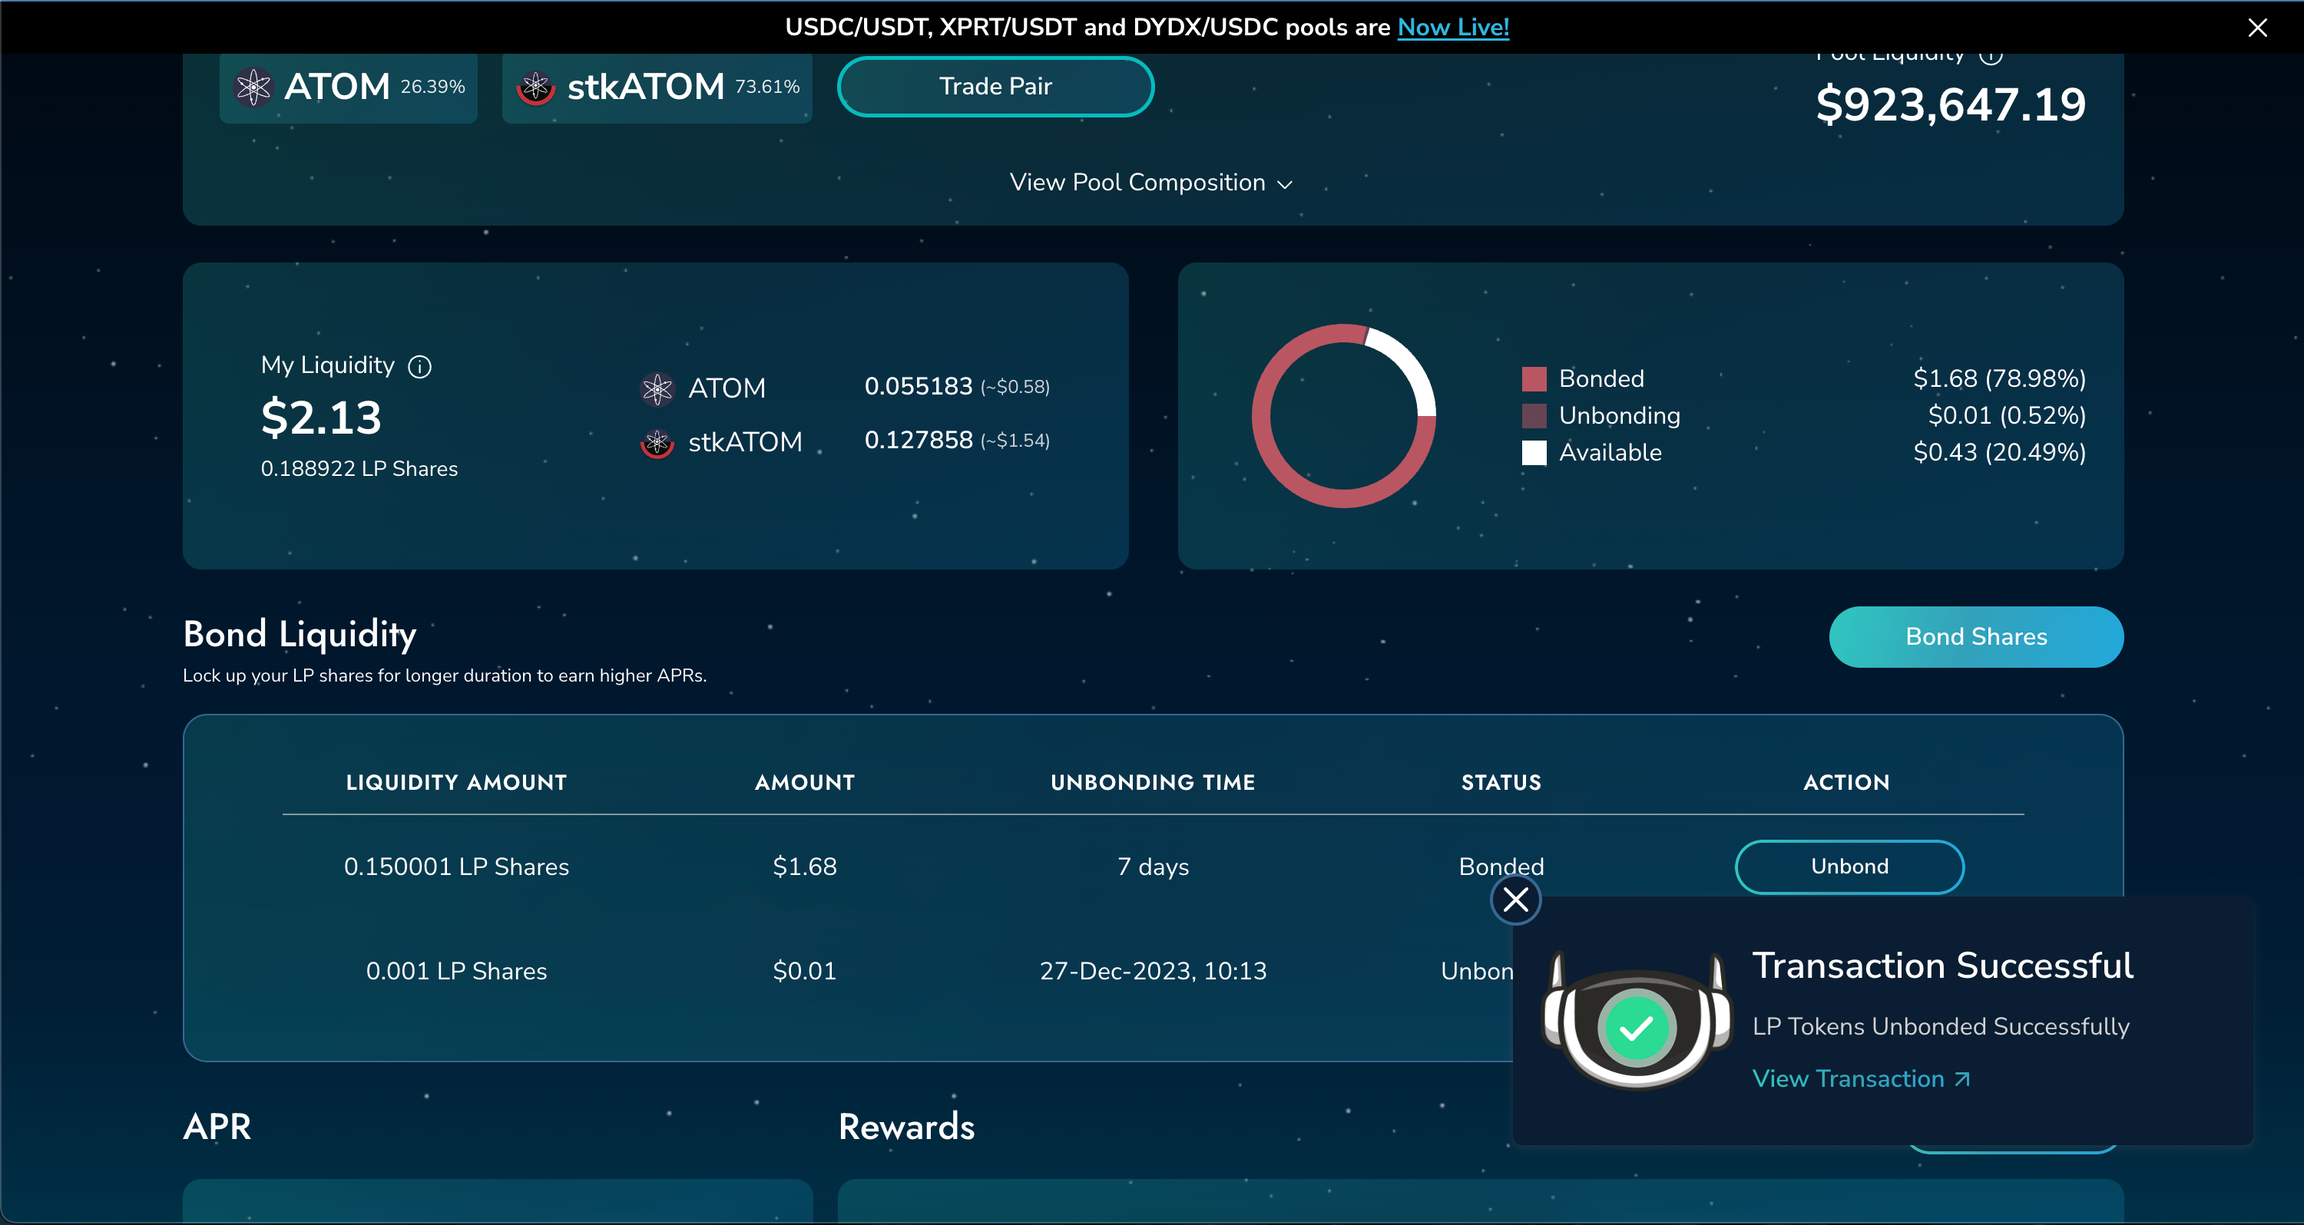 USDC/USDT, XPRT/USDT and DYDX/USDC pools are Now Live!
ATOM 26.39%
stkATOM 73.61%
Trade Pair
Pool Liquidity
$923,647.19
View Pool Composition
My Liquidity
$2.13
0.188922 LP Shares
ATOM 0.055183 (~$0.58)
stkATOM 0.127858 (~$1.54)
Bonded $1.68 (78.98%)
Unbonding $0.01 (0.52%)
Available $0.43 (20.49%)
Bond Liquidity
Lock up your LP shares for longer duration to earn higher APRs.
Bond Shares
LIQUIDITY AMOUNT AMOUNT UNBONDING TIME STATUS ACTION
0.150001 LP Shares $1.68 7 days Bonded Unbond
0.001 LP Shares $0.01 27-Dec-2023, 10:13 Unbon
Transaction Successful
LP Tokens Unbonded Successfully
View Transaction
APR
Rewards